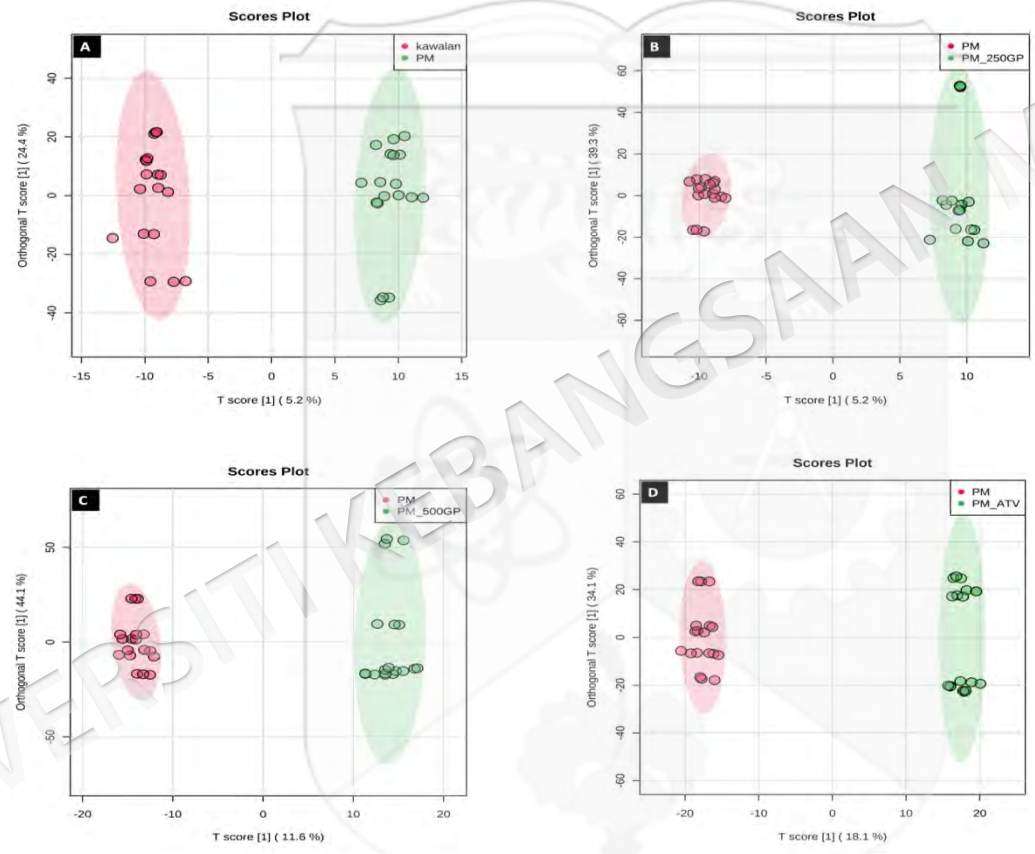 Scores Plot
A
kawalan
PM
Orthogonal T score [1] ( 24.4 %)
40
20
0
-20
-40
-15 -10 -5 0 5 10 15
T score [1] ( 5.2 %)
Scores Plot
B
PM
PM_250GP
Orthogonal T score [1] ( 39.3 %)
60
40
20
0
-20
-40
-60
-10 -5 0 5 10
T score [1] ( 5.2 %)
Scores Plot
C
PM
PM_500GP
Orthogonal T score [1] ( 44.1 %)
50
0
-50
-20 -10 0 10 20
T score [1] ( 11.6 %)
Scores Plot
D
PM
PM_ATV
Orthogonal T score [1] ( 34.1 %)
60
40
20
0
-20
-40
-60
-20 -10 0 10 20
T score [1] ( 18.1 %)
VERSITI KEBANGSAAN M